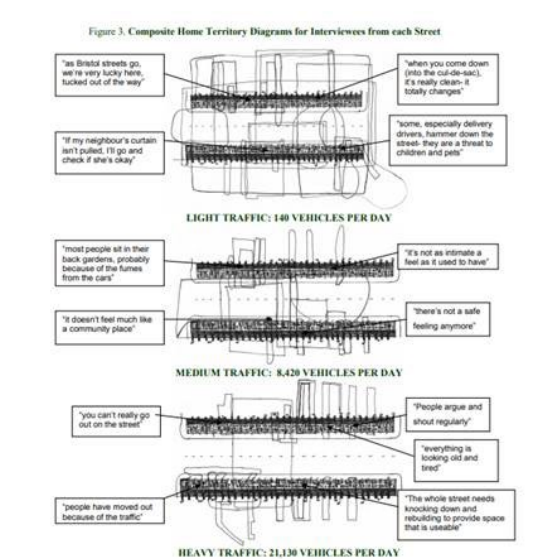 Figure 3. Composite Home Territory Diagrams for Interviewees from each Street
"as Bristol streets go,
we're very lucky here,
tucked out of the way"
"when you come down
(into the cul-de-sac),
it's really clean- it
totally changes"
"If my neighbour's curtain
isn't pulled, I'll go and
check if she's okay"
"some, especially delivery
drivers, hammer down the
street- they are a threat to
children and pets"
LIGHT TRAFFIC: 140 VEHICLES PER DAY
"most people sit in their
back gardens, probably
because of the fumes
from the cars"
"it's not as intimate a
feel as it used to have"
"it doesn't feel much like
a community place"
"there's not a safe
feeling anymore"
MEDIUM TRAFFIC: 8,420 VEHICLES PER DAY
"you can't really go
out on the street"
"People argue and
shout regularly"
"everything is
looking old and
tired"
"people have moved out
because of the traffic"
"The whole street needs
knocking down and
rebuilding to provide space
that is useable"
HEAVY TRAFFIC: 21,130 VEHICLES PER DAY